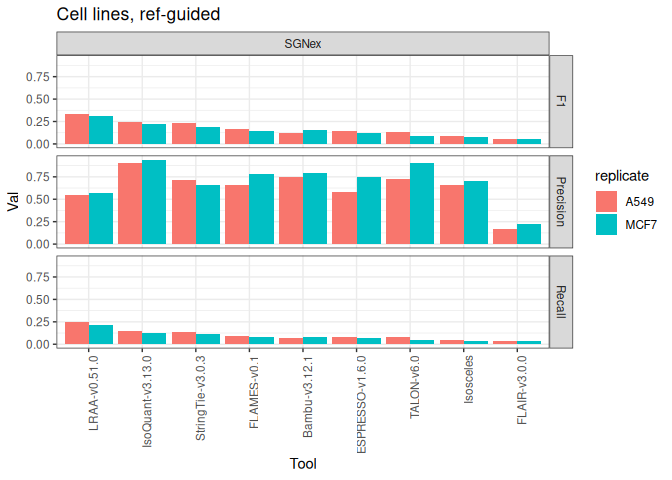 Cell lines, ref-guided
SGNex
0.75
0.50
0.25
0.00
F1
0.75
0.50
0.25
0.00
Precision
0.75
0.50
0.25
0.00
Recall
Val
LRAA-v0.51.0
IsoQuant-v3.13.0
StringTie-v3.0.3
FLAMES-v0.1
Bambu-v3.12.1
ESPRESSO-v1.6.0
TALON-v6.0
Isosceles
FLAIR-v3.0.0
Tool
replicate
A549
MCF7